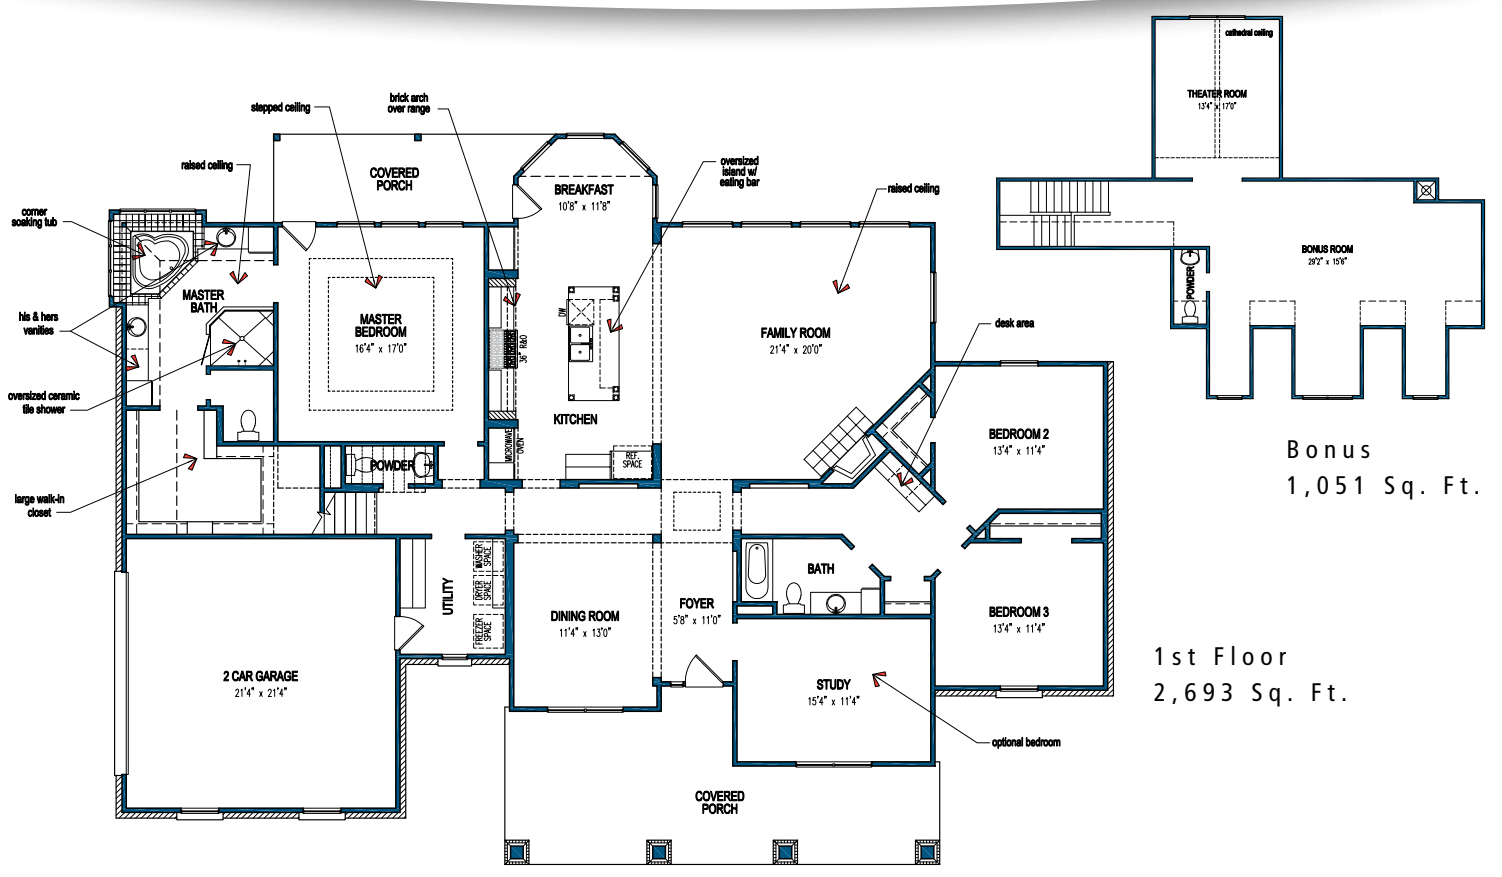 cathedral ceiling
THEATER ROOM
13'4" x 17'0"
brick arch
over range
stepped ceiling
raised ceiling
COVERED
PORCH
BREAKFAST
10'8" x 11'8"
oversized
island w/
eating bar
raised ceiling
corner
soaking tub
MASTER
BATH
his & hers
vanities
MASTER
BEDROOM
16'4" x 17'0"
DW
36" R&O
FAMILY ROOM
21'4" x 20'0"
desk area
BONUS ROOM
29'2" x 15'6"
POWDER
oversized ceramic
tile shower
KITCHEN
MICROWAVE
OVEN
REF.
SPACE
POWDER
BEDROOM 2
13'4" x 11'4"
Bonus
1,051 Sq. Ft.
large walk-in
closet
UTILITY
WASHER
SPACE
DRYER
SPACE
FREEZER
SPACE
BATH
DINING ROOM
11'4" x 13'0"
FOYER
5'8" x 11'0"
BEDROOM 3
13'4" x 11'4"
1st Floor
2,693 Sq. Ft.
2 CAR GARAGE
21'4" x 21'4"
STUDY
15'4" x 11'4"
optional bedroom
COVERED
PORCH